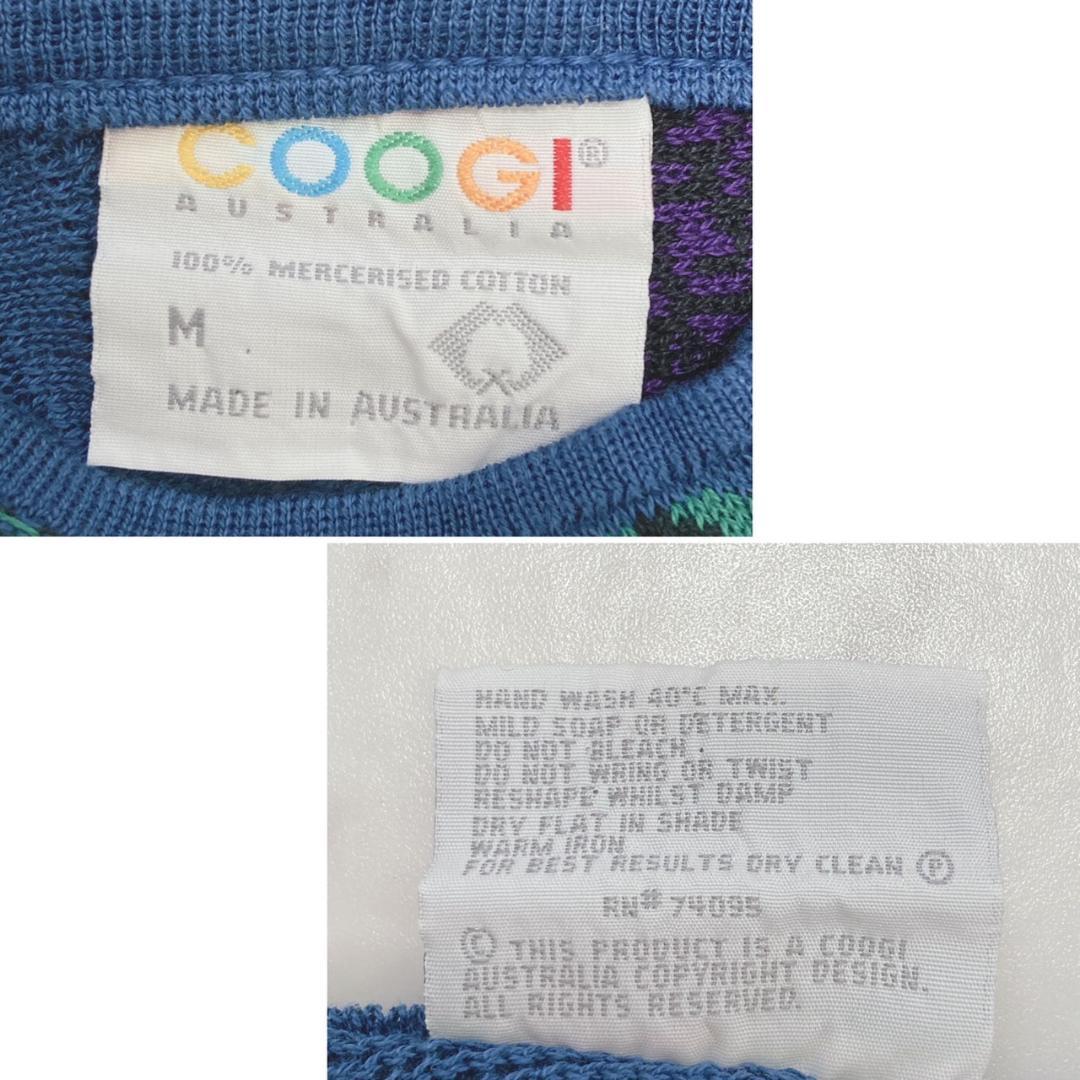 COOGI®
AUSTRALIA
100% MERCERISED COTTON
M
MADE IN AUSTRALIA
HAND WASH 40°C MAX.
MILD SOAP OR DETERGENT
DO NOT BLEACH
DO NOT WRING OR TWIST
RESHAPE WHILST DAMP
DRY FLAT IN SHADE
WARM IRON
FOR BEST RESULTS DRY CLEAN Ⓟ
RN# 74095
© THIS PRODUCT IS A COOGI
AUSTRALIA COPYRIGHT DESIGN.
ALL RIGHTS RESERVED.